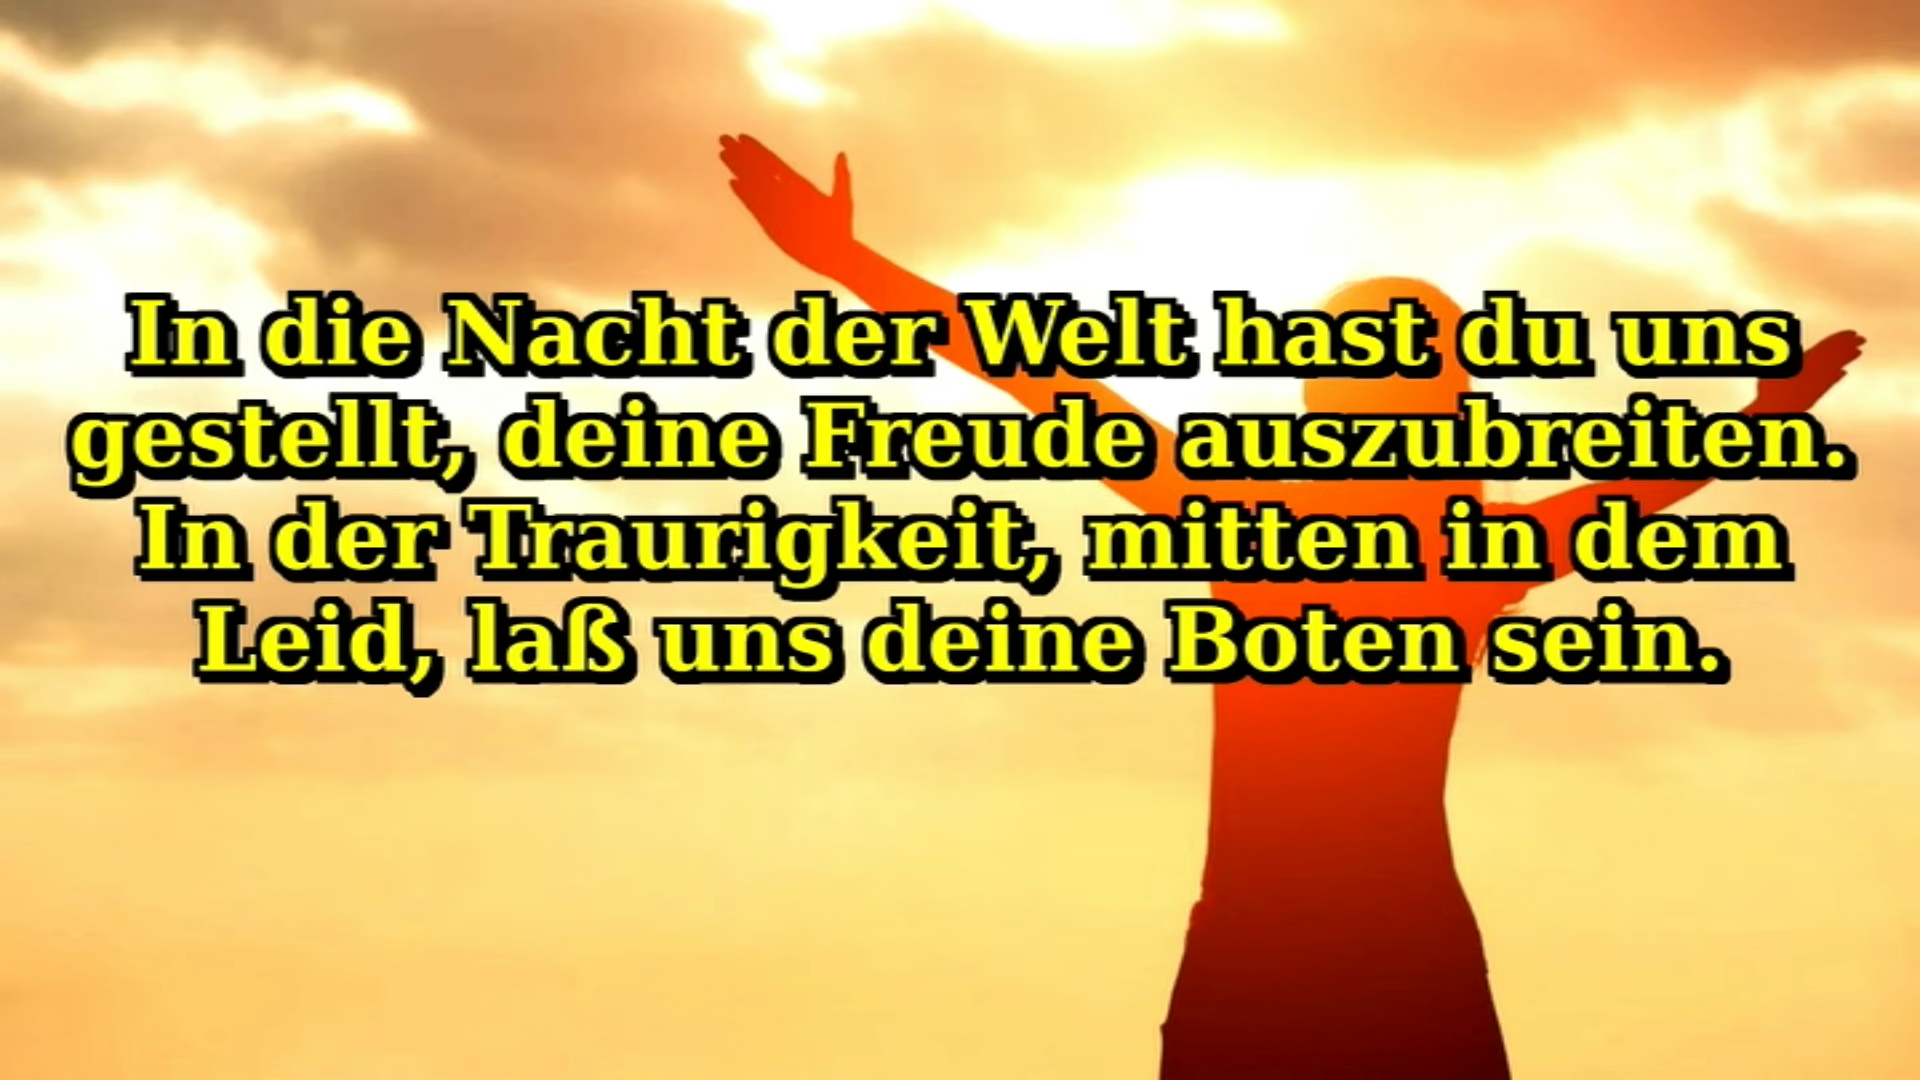 In die Nacht der Welt hast du uns
gestellt, deine Freude auszubreiten.
In der Traurigkeit, mitten in dem
Leid, laß uns deine Boten sein.